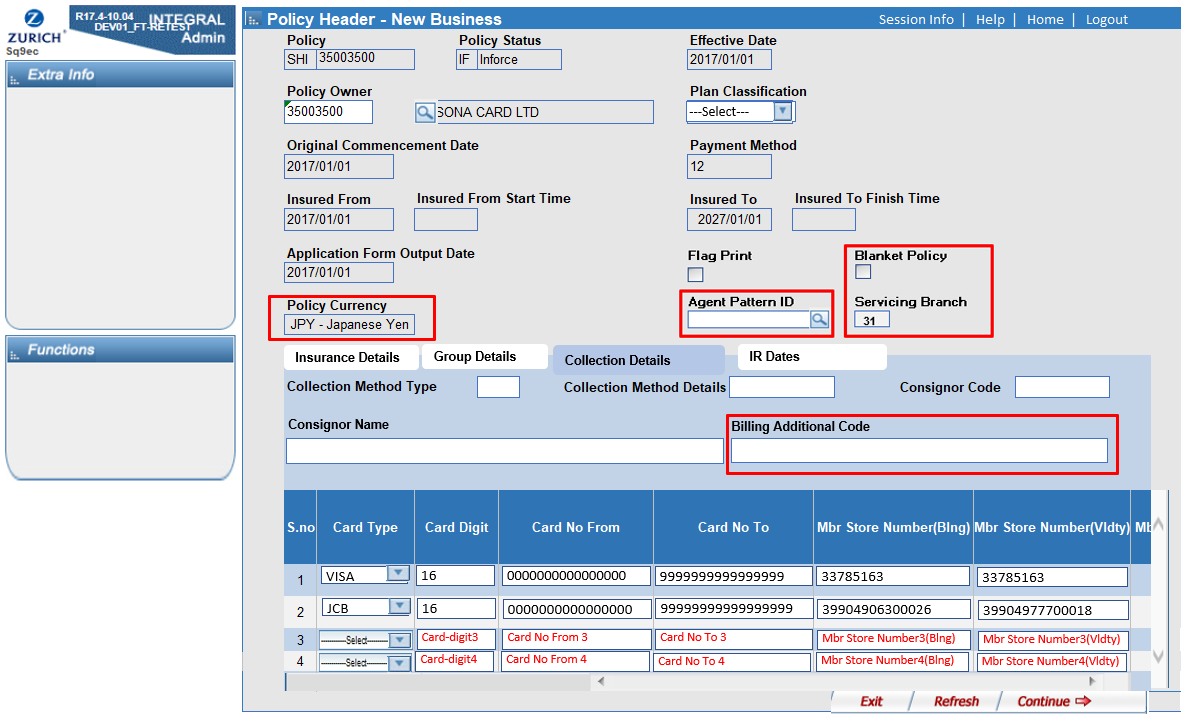 R17.4-10.04 INTEGRAL
DEV01_FT-RETEST
Admin
ZURICH
Sq9ec
Extra Info
Functions
Policy Header - New Business
Session Info | Help | Home | Logout
Policy Policy Status Effective Date
SHI 35003500 IF Inforce 2017/01/01
Policy Owner Plan Classification
35003500 SONA CARD LTD ---Select---
Original Commencement Date Payment Method
2017/01/01 12
Insured From Insured From Start Time Insured To Insured To Finish Time
2017/01/01 2027/01/01
Application Form Output Date Flag Print Blanket Policy
2017/01/01
Policy Currency Agent Pattern ID Servicing Branch
JPY - Japanese Yen 31
Insurance Details Group Details Collection Details IR Dates
Collection Method Type Collection Method Details Consignor Code
Consignor Name Billing Additional Code
S.no Card Type Card Digit Card No From Card No To Mbr Store Number(Blng) Mbr Store Number(Vldty)
1 VISA 16 0000000000000000 9999999999999999 33785163 33785163
2 JCB 16 0000000000000000 9999999999999999 39904906300026 39904977700018
3 ---------Select-------- Card-digit3 Card No From 3 Card No To 3 Mbr Store Number3(Blng) Mbr Store Number3(Vldty)
4 ---------Select-------- Card-digit4 Card No From 4 Card No To 4 Mbr Store Number4(Blng) Mbr Store Number4(Vldty)
Exit Refresh Continue